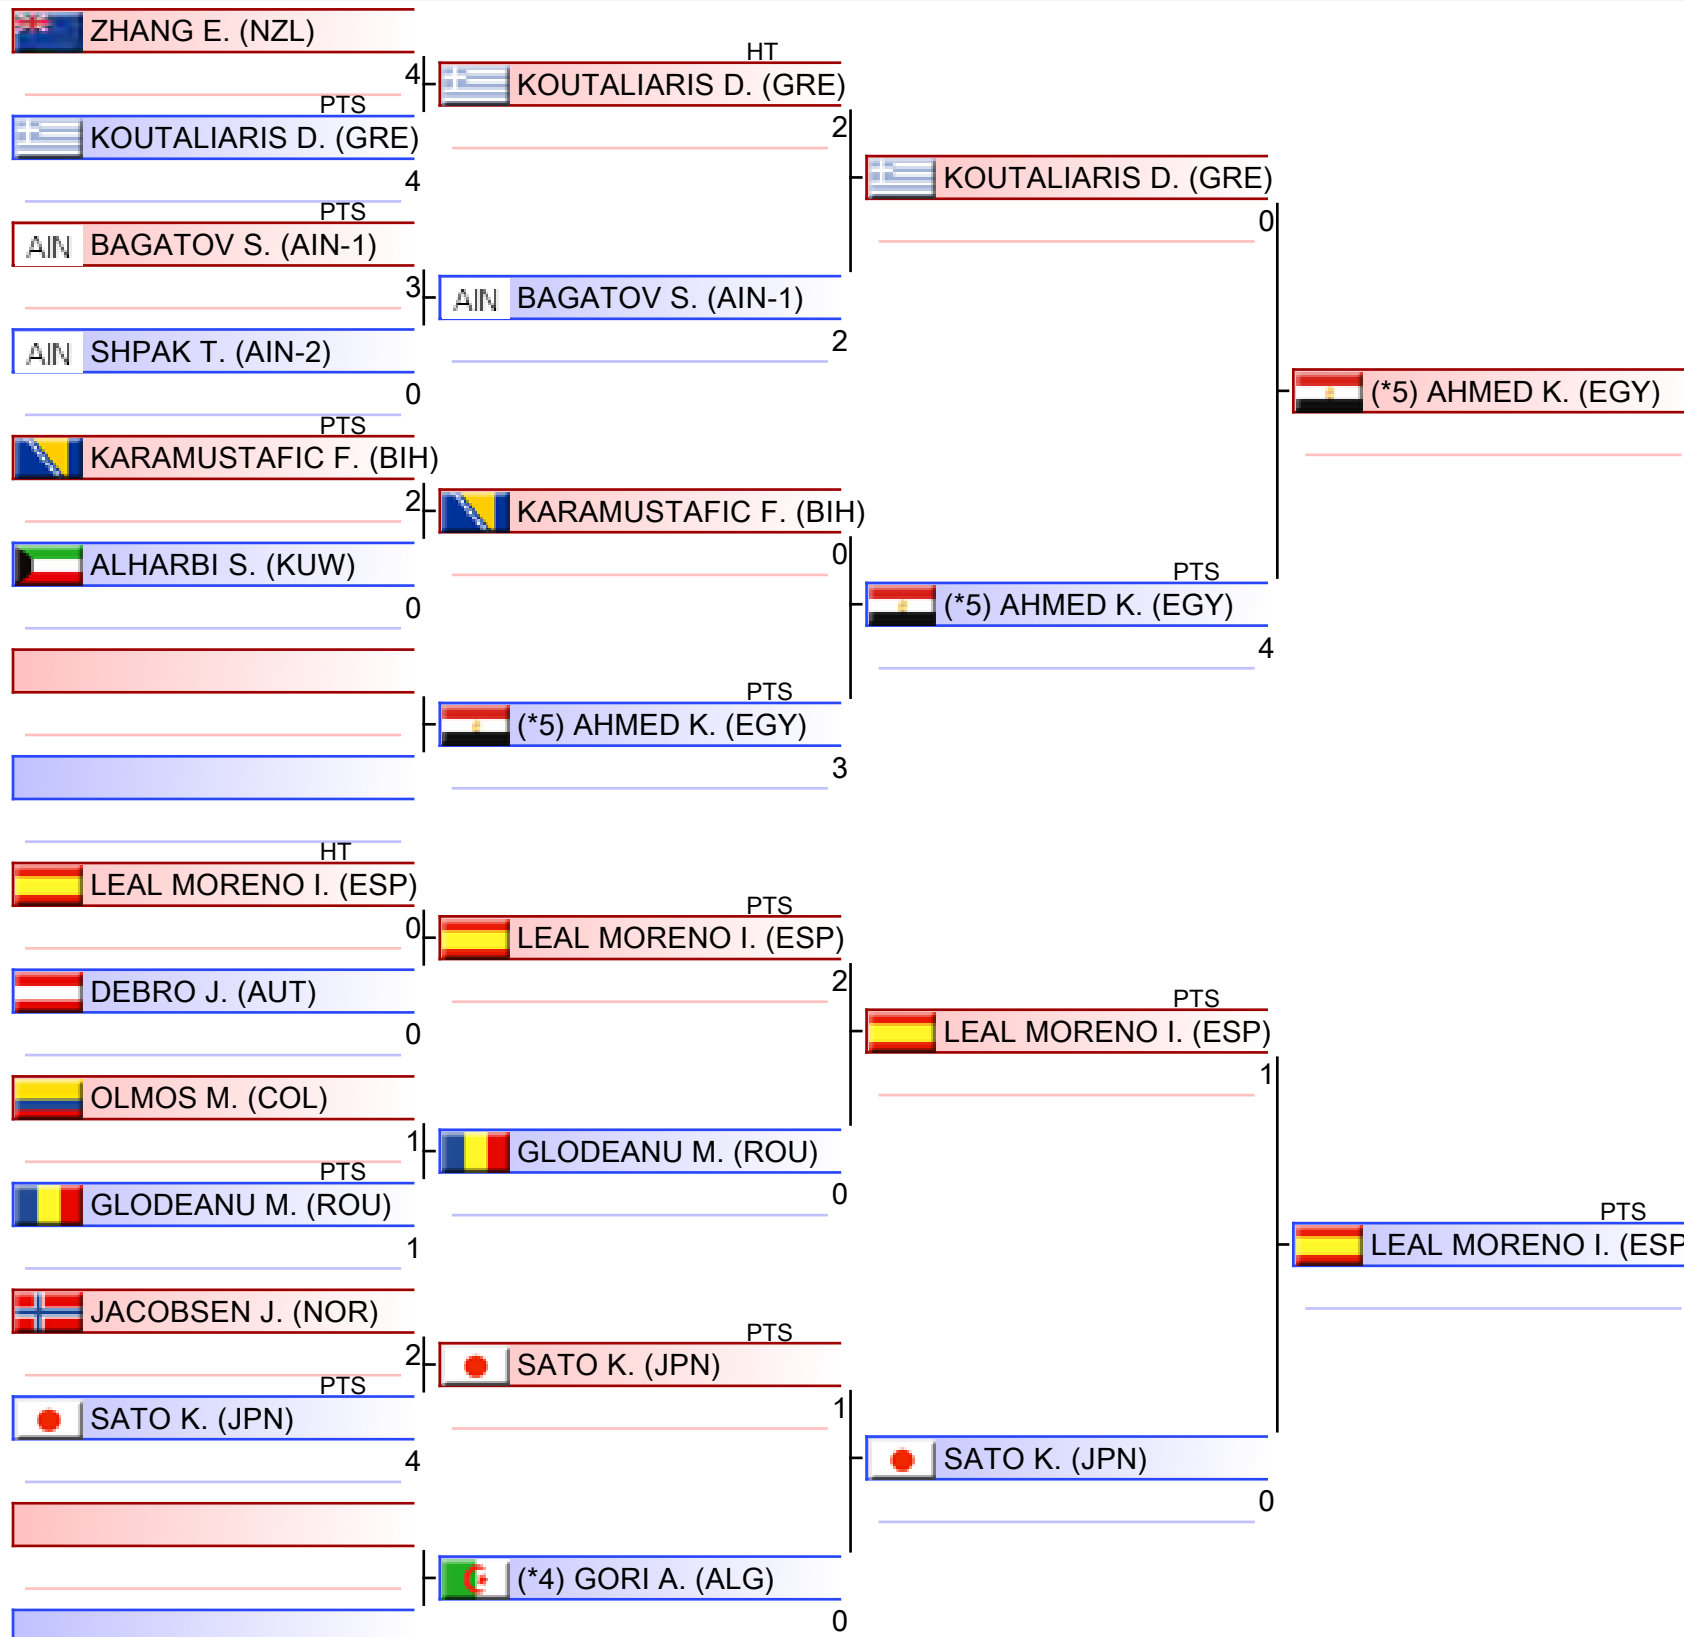 ZHANG E. (NZL)
4
PTS
KOUTALIARIS D. (GRE)
4
PTS
AIN BAGATOV S. (AIN-1)
3
AIN SHPAK T. (AIN-2)
0
PTS
KARAMUSTAFIC F. (BIH)
2
ALHARBI S. (KUW)
0
HT
LEAL MORENO I. (ESP)
0
DEBRO J. (AUT)
0
OLMOS M. (COL)
1
PTS
GLODEANU M. (ROU)
1
JACOBSEN J. (NOR)
2
PTS
SATO K. (JPN)
4
HT
KOUTALIARIS D. (GRE)
2
AIN BAGATOV S. (AIN-1)
2
KARAMUSTAFIC F. (BIH)
0
PTS
(*5) AHMED K. (EGY)
3
PTS
LEAL MORENO I. (ESP)
2
GLODEANU M. (ROU)
0
PTS
SATO K. (JPN)
1
(*4) GORI A. (ALG)
0
KOUTALIARIS D. (GRE)
0
PTS
(*5) AHMED K. (EGY)
4
PTS
LEAL MORENO I. (ESP)
1
SATO K. (JPN)
0
(*5) AHMED K. (EGY)
PTS
LEAL MORENO I. (ESP